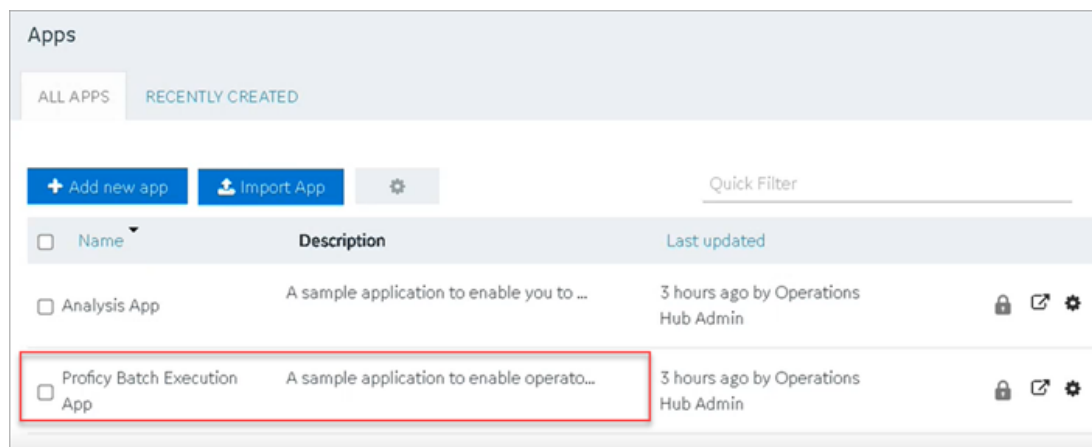 Apps
ALL APPS RECENTLY CREATED
Add new app Import App Quick Filter
Name Description Last updated
Analysis App A sample application to enable you to ... 3 hours ago by Operations
Hub Admin
Proficy Batch Execution A sample application to enable operato... 3 hours ago by Operations
App Hub Admin